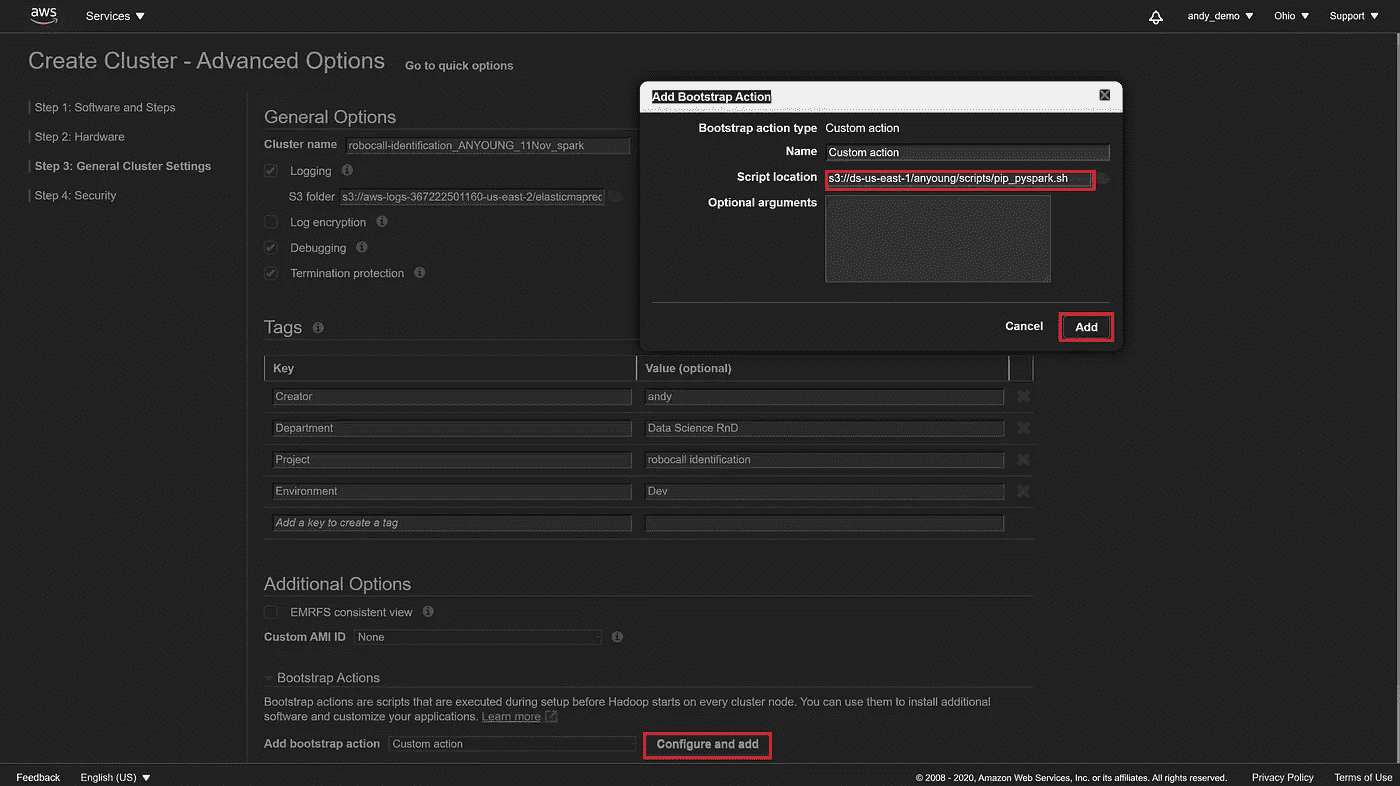 aws Services andy_demo Ohio Support
Create Cluster - Advanced Options Go to quick options
Step 1: Software and Steps
Step 2: Hardware
Step 3: General Cluster Settings
Step 4: Security
General Options
Cluster name robocall-identification_ANYOUNG_11Nov_spark
Logging
S3 folder s3://aws-logs-367222501160-us-east-2/elasticmapred
Log encryption
Debugging
Termination protection
Add Bootstrap Action
Bootstrap action type Custom action
Name Custom action
Script location s3://ds-us-east-1/anyoung/scripts/pip_pyspark.sh
Optional arguments
Cancel Add
Tags
Key Value (optional)
Creator andy
Department Data Science RnD
Project robocall identification
Environment Dev
Add a key to create a tag
Additional Options
EMRFS consistent view
Custom AMI ID None
Bootstrap Actions
Bootstrap actions are scripts that are executed during setup before Hadoop starts on every cluster node. You can use them to install additional
software and customize your applications. Learn more
Add bootstrap action Custom action Configure and add
Feedback English (US) © 2008 - 2020, Amazon Web Services, Inc. or its affiliates. All rights reserved. Privacy Policy Terms of Use